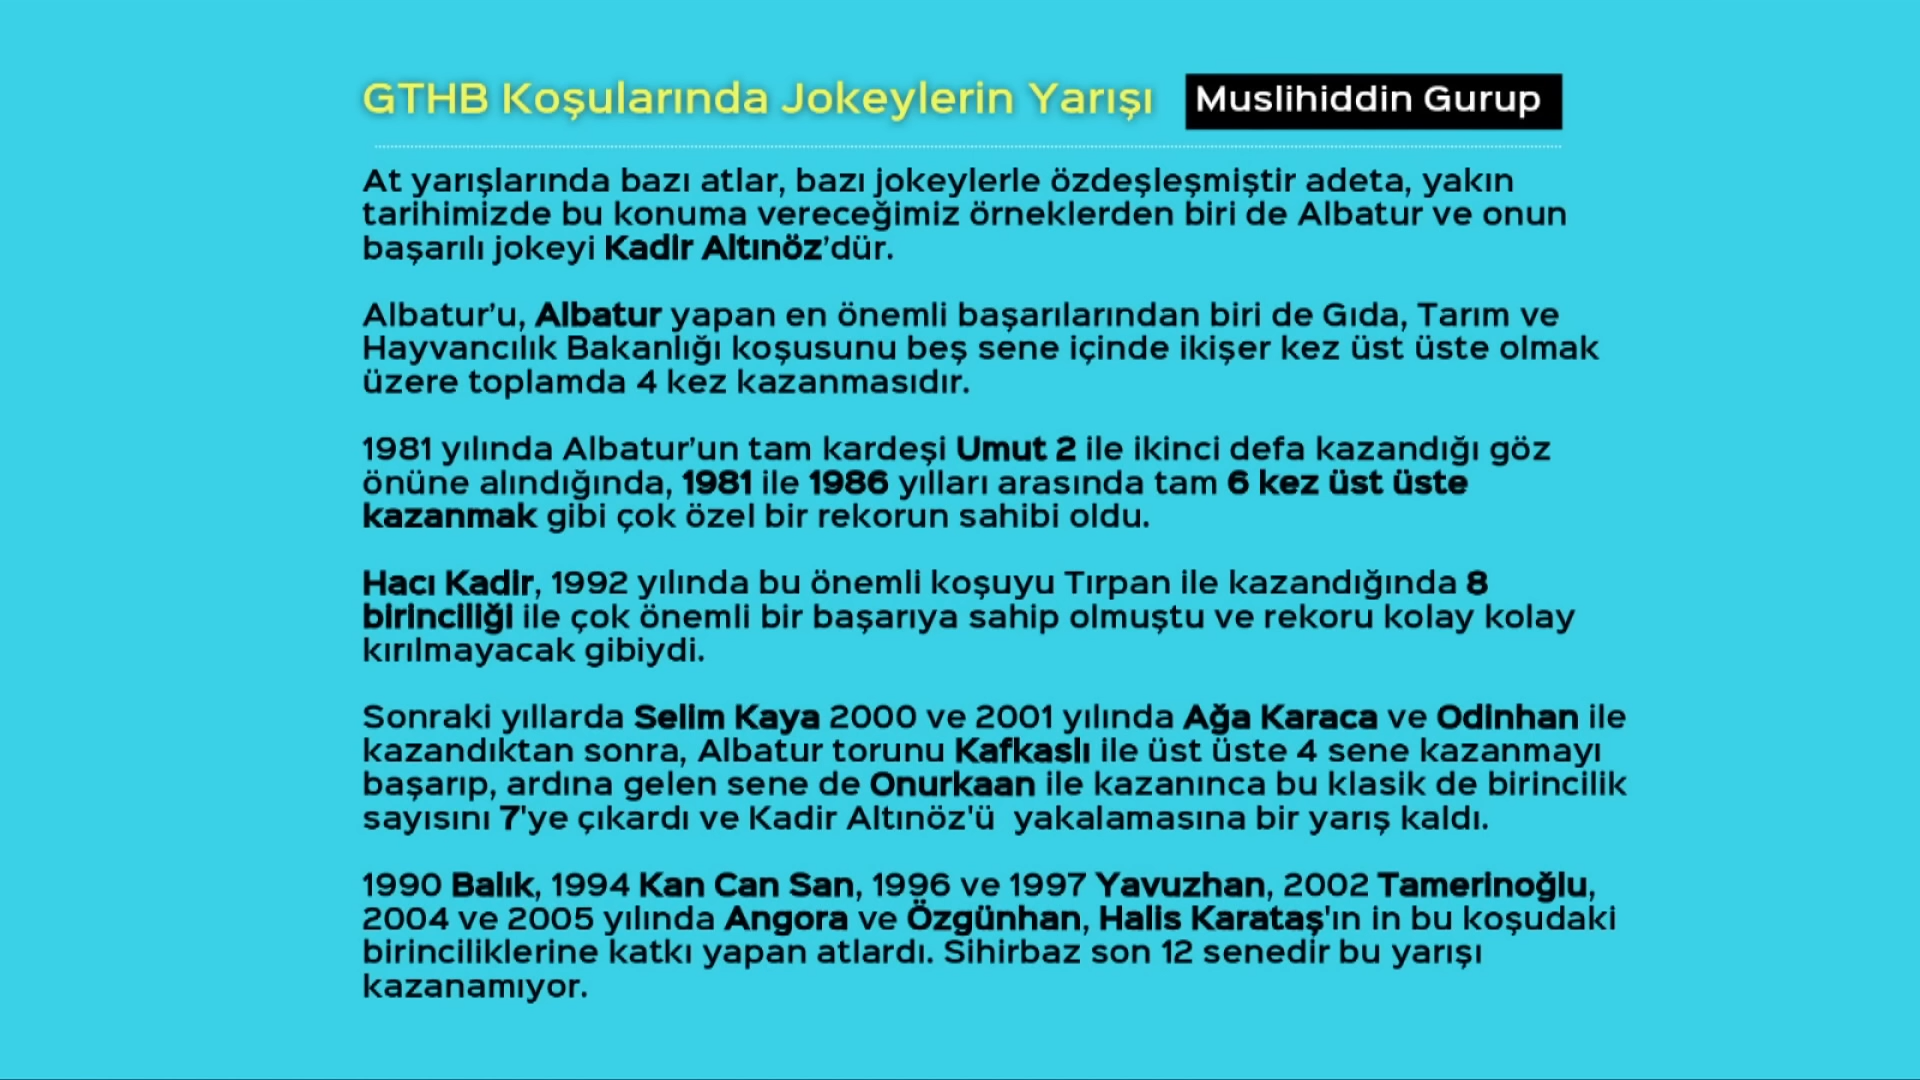 GTHB Koşularında Jokeylerin Yarışı Muslihiddin Gurup
At yarışlarında bazı atlar, bazı jokeylerle özdeşleşmiştir adeta, yakın
tarihimizde bu konuma vereceğimiz örneklerden biri de Albatur ve onun
başarılı jokeyi Kadir Altınöz’dür.
Albatur’u, Albatur yapan en önemli başarılarından biri de Gıda, Tarım ve
Hayvancılık Bakanlığı koşusunu beş sene içinde ikişer kez üst üste olmak
üzere toplamda 4 kez kazanmasıdır.
1981 yılında Albatur’un tam kardeşi Umut 2 ile ikinci defa kazandığı göz
önüne alındığında, 1981 ile 1986 yılları arasında tam 6 kez üst üste
kazanmak gibi çok özel bir rekorun sahibi oldu.
Hacı Kadir, 1992 yılında bu önemli koşuyu Tırpan ile kazandığında 8
birinciliği ile çok önemli bir başarıya sahip olmuştu ve rekoru kolay kolay
kırılmayacak gibiydi.
Sonraki yıllarda Selim Kaya 2000 ve 2001 yılında Ağa Karaca ve Odinhan ile
kazandıktan sonra, Albatur torunu Kafkaslı ile üst üste 4 sene kazanmayı
başarıp, ardına gelen sene de Onurkaan ile kazanınca bu klasik de birincilik
sayısını 7'ye çıkardı ve Kadir Altınöz'ü  yakalamasına bir yarış kaldı.
1990 Balık, 1994 Kan Can San, 1996 ve 1997 Yavuzhan, 2002 Tamerinoğlu,
2004 ve 2005 yılında Angora ve Özgünhan, Halis Karataş'ın in bu koşudaki
birinciliklerine katkı yapan atlardı. Sihirbaz son 12 senedir bu yarışı
kazanamıyor.